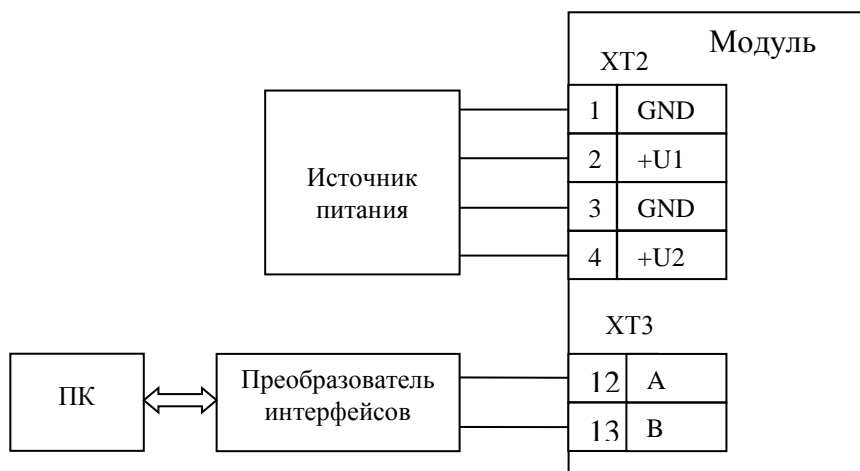 Модуль
XT2
1 GND
2 +U1
Источник
питания
3 GND
4 +U2
XT3
ПК
Преобразователь
интерфейсов
12 A
13 B